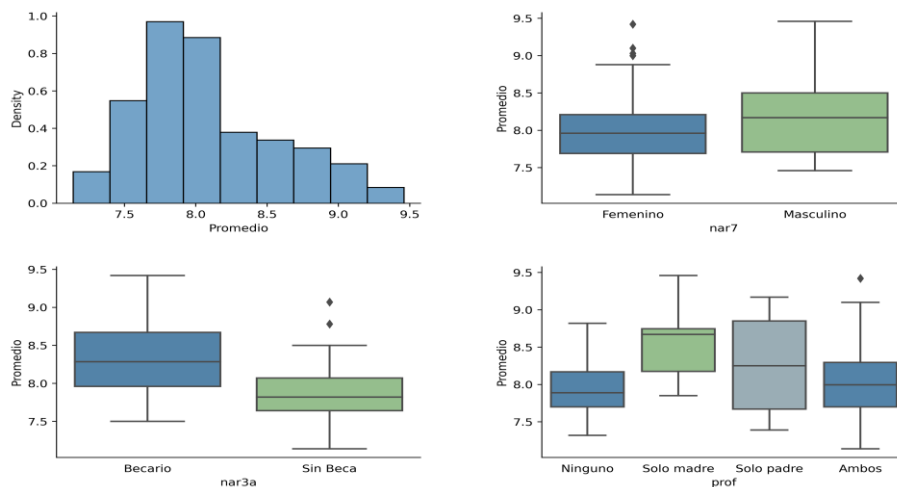 1.0
0.8
0.6
0.4
0.2
0.0
Density
7.5 8.0 8.5 9.0 9.5
Promedio
9.5
9.0
8.5
8.0
7.5
Promedio
Femenino Masculino
nar7
9.5
9.0
8.5
8.0
7.5
Promedio
Becario Sin Beca
nar3a
9.5
9.0
8.5
8.0
7.5
Promedio
Ninguno Solo madre Solo padre Ambos
prof